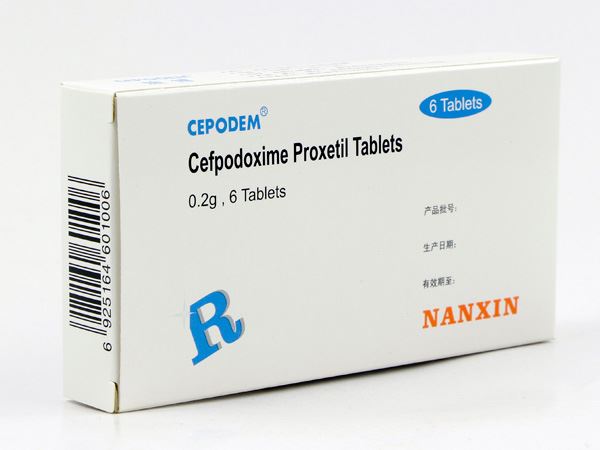 CEPODEM®
6 Tablets
Cefpodoxime Proxetil Tablets
0.2g , 6 Tablets
产品批号:
生产日期:
有效期至:
R
NANXIN
6 925164 601006